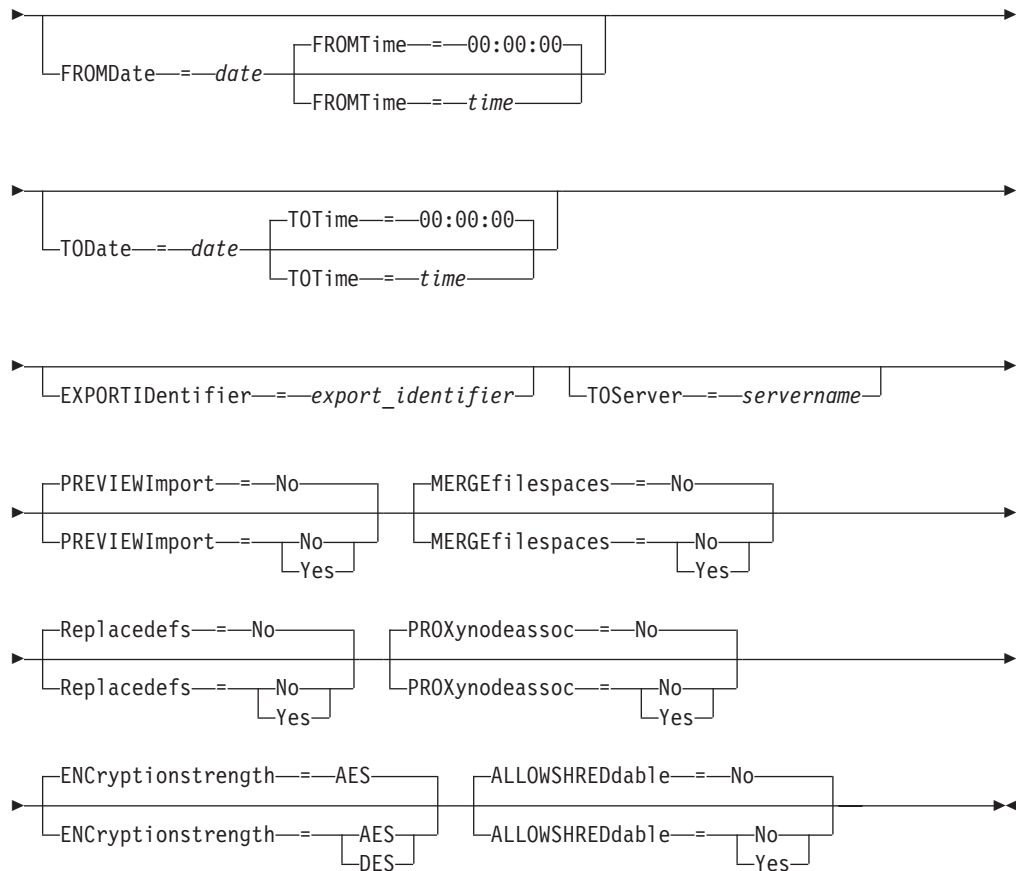 FROMTime = 00:00:00
FROMDate = date
FROMTime = time
TOTime = 00:00:00
TODate = date
TOTime = time
EXPORTIDentifier = export_identifier TOServer = servername
PREVIEWImport = No MERGEfilespaces = No
PREVIEWImport = No MERGEfilespaces = No
Yes Yes
Replacedefs = No PROXynodeassoc = No
Replacedefs = No PROXynodeassoc = No
Yes Yes
ENCryptionstrength = AES ALLOWSHREDdable = No
ENCryptionstrength = AES ALLOWSHREDdable = No
DES Yes